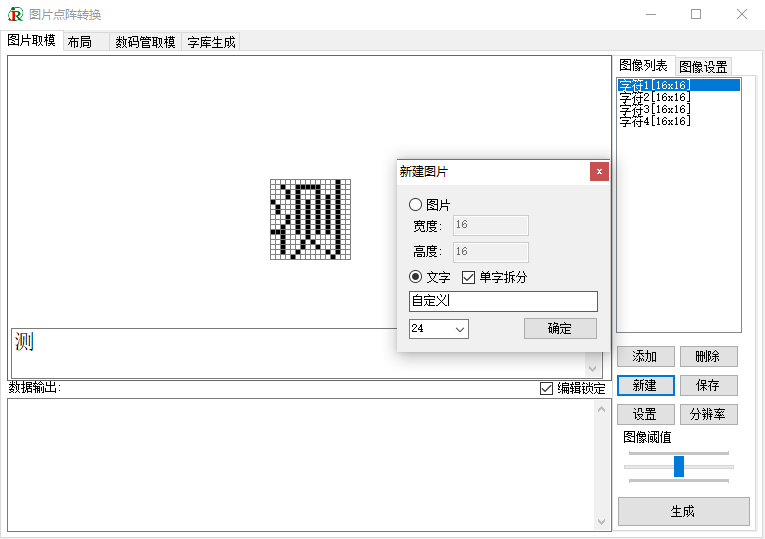 图片点阵转换
图片取模 布局 数码管取模 字库生成
图像列表 图像设置
字符1[16x16]
字符2[16x16]
字符3[16x16]
字符4[16x16]
测
新建图片
x
图片
宽度: 16
高度: 16
文字 单字拆分
自定义
24 确定
测
数据输出: 编辑锁定
添加 删除
新建 保存
设置 分辨率
图像阈值
生成